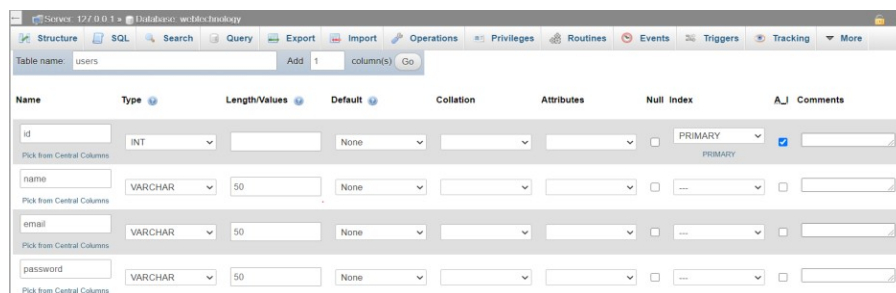 Server: 127.0.0.1 » Database: webtechnology
Structure SQL Search Query Export Import Operations Privileges Routines Events Triggers Tracking More
Table name: users Add 1 column(s) Go
Name Type Length/Values Default Collation Attributes Null Index A_I Comments
id INT None PRIMARY
Pick from Central Columns PRIMARY
name VARCHAR 50 None ---
Pick from Central Columns
email VARCHAR 50 None ---
Pick from Central Columns
password VARCHAR 50 None ---
Pick from Central Columns